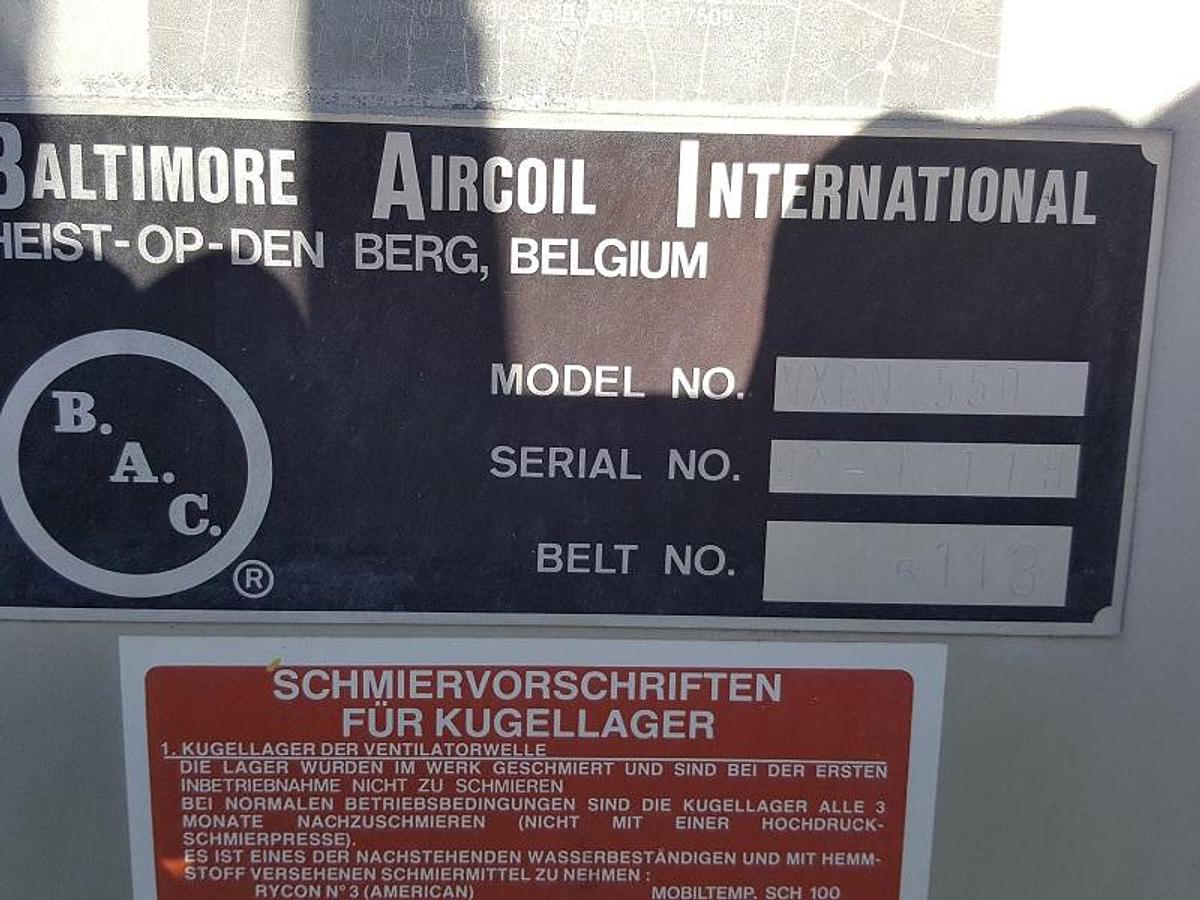 BALTIMORE AIRCOIL INTERNATIONAL
HEIST-OP-DEN BERG, BELGIUM
B.
A.
C.
®
MODEL NO. 550
SERIAL NO.
BELT NO. B 113
SCHMIERVORSCHRIFTEN
FÜR KUGELLAGER
1. KUGELLAGER DER VENTILATORWELLE
DIE LAGER WURDEN IM WERK GESCHMIERT UND SIND BEI DER ERSTEN
INBETRIEBNAHME NICHT ZU SCHMIEREN
BEI NORMALEN BETRIEBSBEDINGUNGEN SIND DIE KUGELLAGER ALLE 3
MONATE NACHZUSCHMIEREN (NICHT MIT EINER HOCHDRUCK-
SCHMIERPRESSE).
ES IST EINES DER NACHSTEHENDEN WASSERBESTÄNDIGEN UND MIT HEMM-
STOFF VERSEHENEN SCHMIERMITTEL ZU NEHMEN :
RYCON N° 3 (AMERICAN) MOBILTEMP. SCH 100